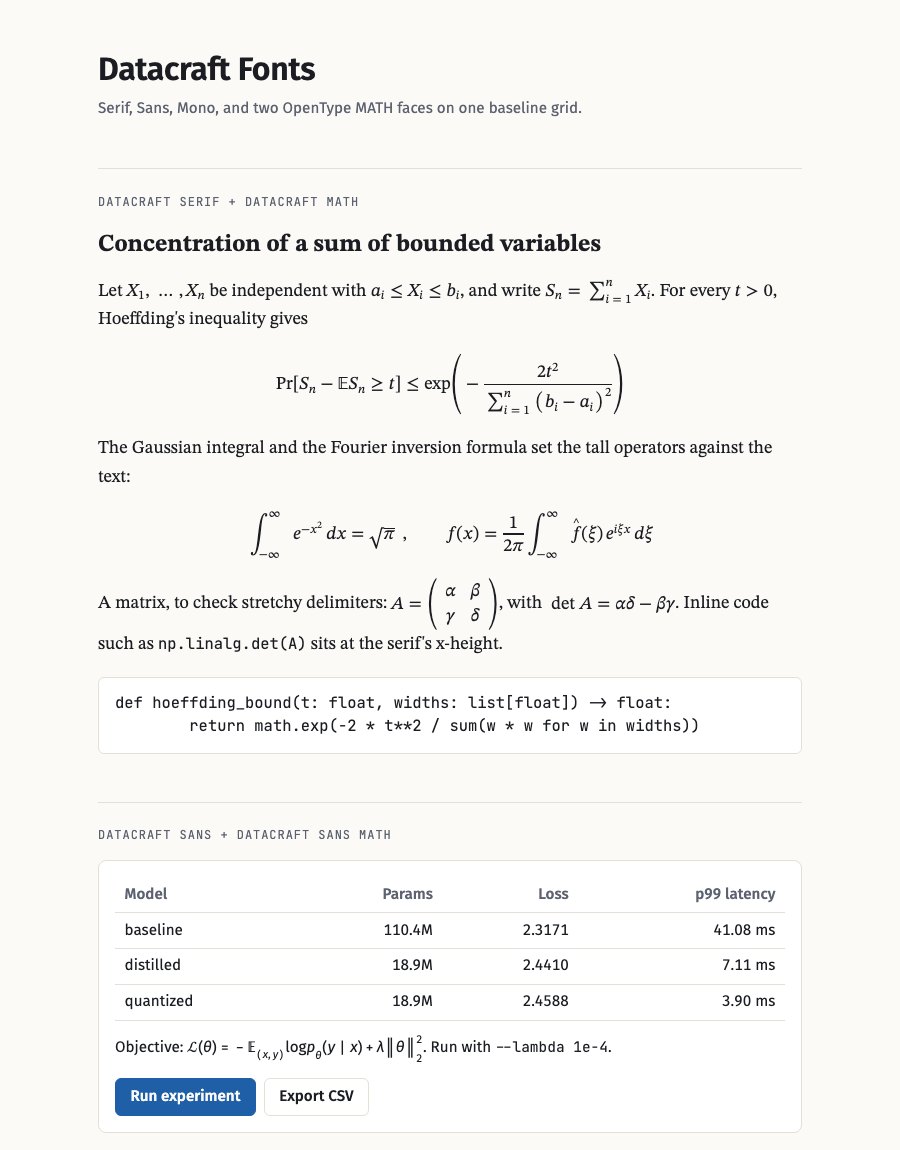 Datacraft Fonts
Serif, Sans, Mono, and two OpenType MATH faces on one baseline grid.
DATACRAFT SERIF + DATACRAFT MATH
Concentration of a sum of bounded variables
Let X₁, … , Xₙ be independent with aᵢ ≤ Xᵢ ≤ bᵢ, and write Sₙ = ∑ᵢ₌₁ⁿ Xᵢ. For every t > 0,
Hoeffding's inequality gives
Pr[Sₙ − 𝔼Sₙ ≥ t] ≤ exp(− 2t² / ∑ᵢ₌₁ⁿ (bᵢ − aᵢ)²)
The Gaussian integral and the Fourier inversion formula set the tall operators against the
text:
∫_{−∞}^{∞} e^{−x²} dx = √π , f(x) = 1/2π ∫_{−∞}^{∞} f̂(ξ) e^{iξx} dξ
A matrix, to check stretchy delimiters: A = (α β γ δ), with det A = αδ − βγ. Inline code
such as np.linalg.det(A) sits at the serif's x-height.
def hoeffding_bound(t: float, widths: list[float]) -> float:
        return math.exp(-2 * t**2 / sum(w * w for w in widths))
DATACRAFT SANS + DATACRAFT SANS MATH
Model Params Loss p99 latency
baseline 110.4M 2.3171 41.08 ms
distilled 18.9M 2.4410 7.11 ms
quantized 18.9M 2.4588 3.90 ms
Objective: ℒ(θ) = − 𝔼_{(x,y)} log p_θ(y | x) + λ‖θ‖₂². Run with --lambda 1e-4.
Run experiment Export CSV